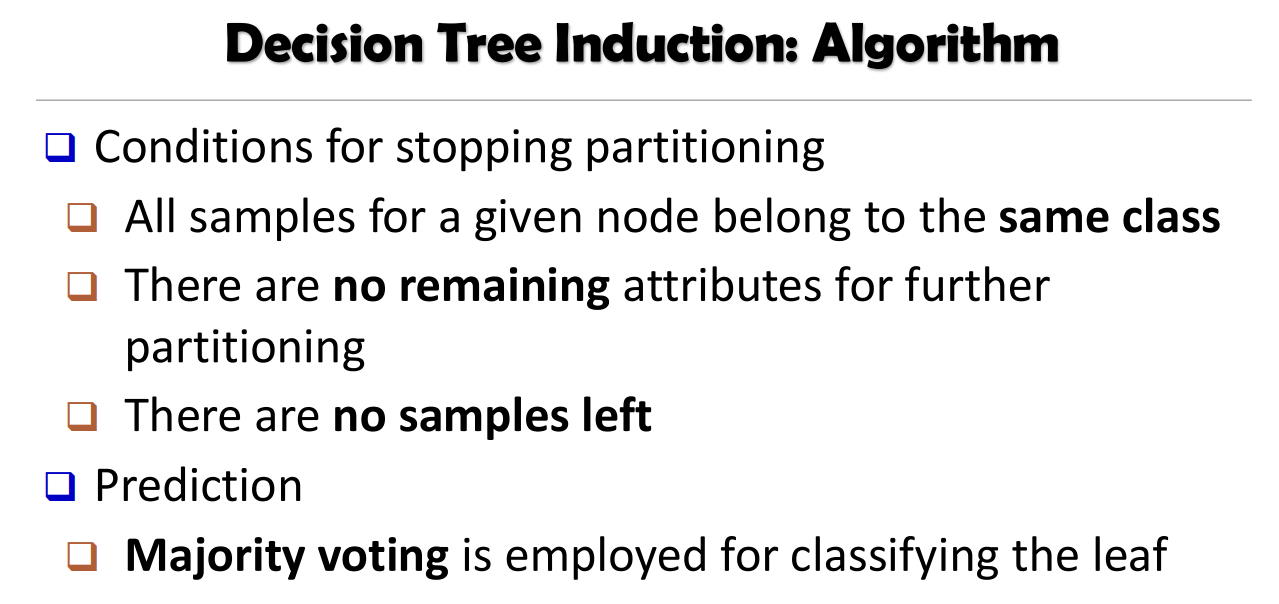 Decision Tree Induction: Algorithm
Conditions for stopping partitioning
All samples for a given node belong to the same class
There are no remaining attributes for further
partitioning
There are no samples left
Prediction
Majority voting is employed for classifying the leaf